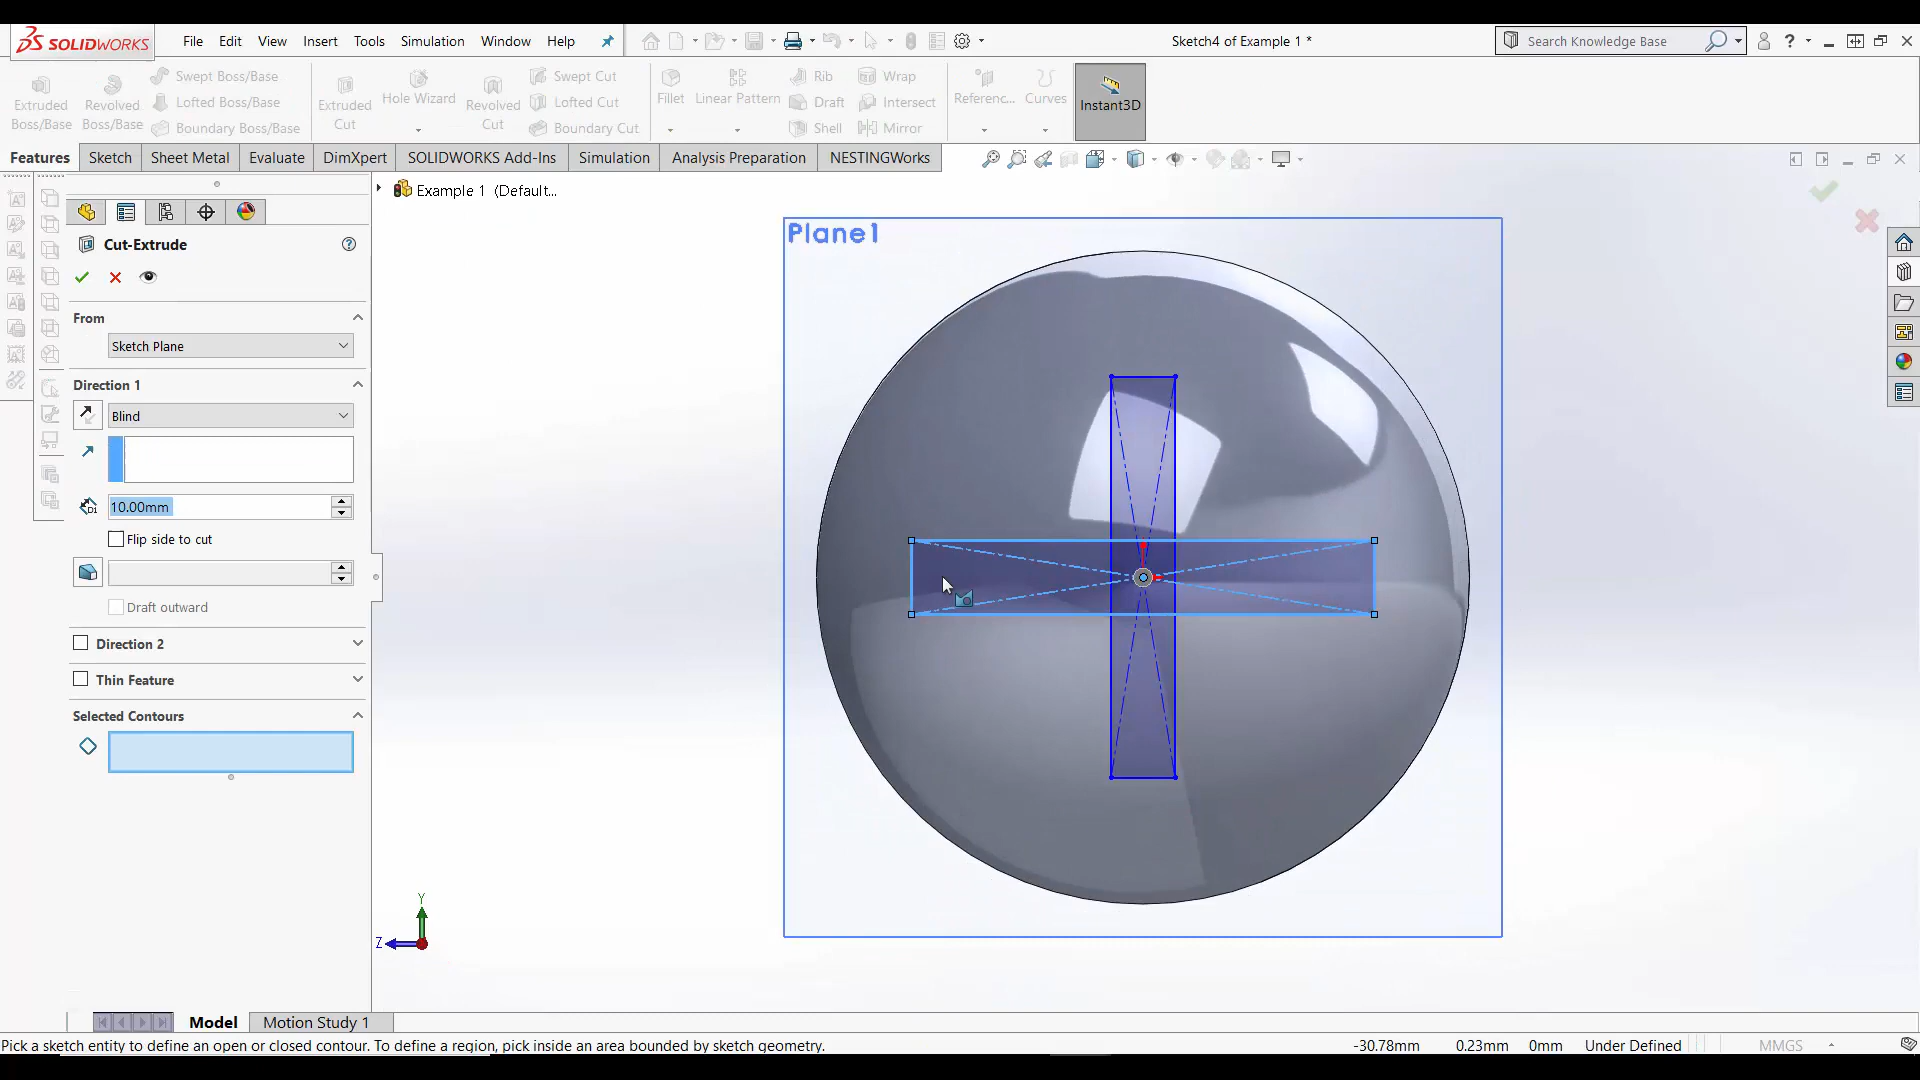 SOLIDWORKS File Edit View Insert Tools Simulation Window Help Sketch4 of Example 1 * Search Knowledge Base ?
Extruded Boss/Base
Revolved Boss/Base
Swept Boss/Base
Lofted Boss/Base
Boundary Boss/Base
Extruded Cut
Hole Wizard
Revolved Cut
Swept Cut
Lofted Cut
Boundary Cut
Fillet
Linear Pattern
Rib
Draft
Shell
Wrap
Intersect
Mirror
Referenc...
Curves
Instant3D
Features Sketch Sheet Metal Evaluate DimXpert SOLIDWORKS Add-Ins Simulation Analysis Preparation NESTINGWorks
Example 1 (Default...
Cut-Extrude
From
Sketch Plane
Direction 1
Blind
D1 10.00mm
Flip side to cut
Draft outward
Direction 2
Thin Feature
Selected Contours
Plane1
Y
Z
Model Motion Study 1
Pick a sketch entity to define an open or closed contour. To define a region, pick inside an area bounded by sketch geometry. -30.78mm 0.23mm 0mm Under Defined MMGS